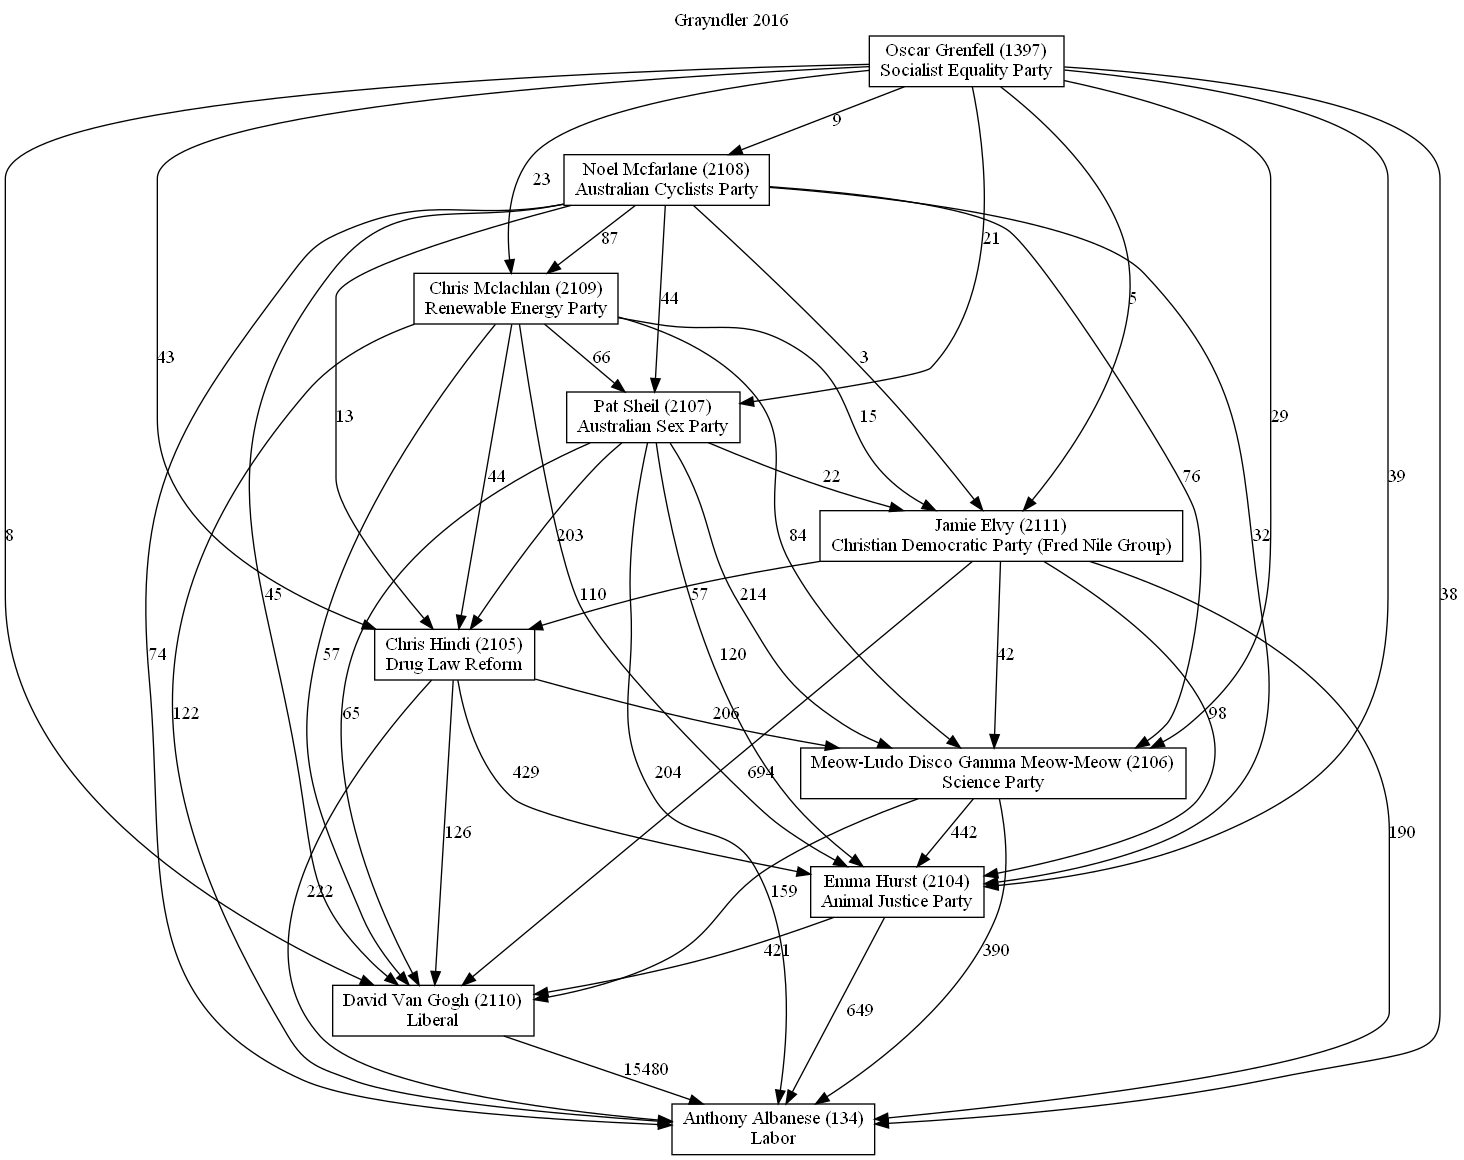 Grayndler 2016
Oscar Grenfell (1397)
Socialist Equality Party
9
Noel Mcfarlane (2108)
Australian Cyclists Party
23
87
21
Chris Mclachlan (2109)
Renewable Energy Party
44
5
43
66
3
Pat Sheil (2107)
Australian Sex Party
13
15
29
44
22
76
39
Jamie Elvy (2111)
Christian Democratic Party (Fred Nile Group)
8
203
84
32
45
110
57
214
38
Chris Hindi (2105)
Drug Law Reform
74
57
120
42
122
65
206
98
Meow-Ludo Disco Gamma Meow-Meow (2106)
Science Party
429
204
694
126
442
190
Emma Hurst (2104)
Animal Justice Party
222
159
421
390
David Van Gogh (2110)
Liberal
649
15480
Anthony Albanese (134)
Labor